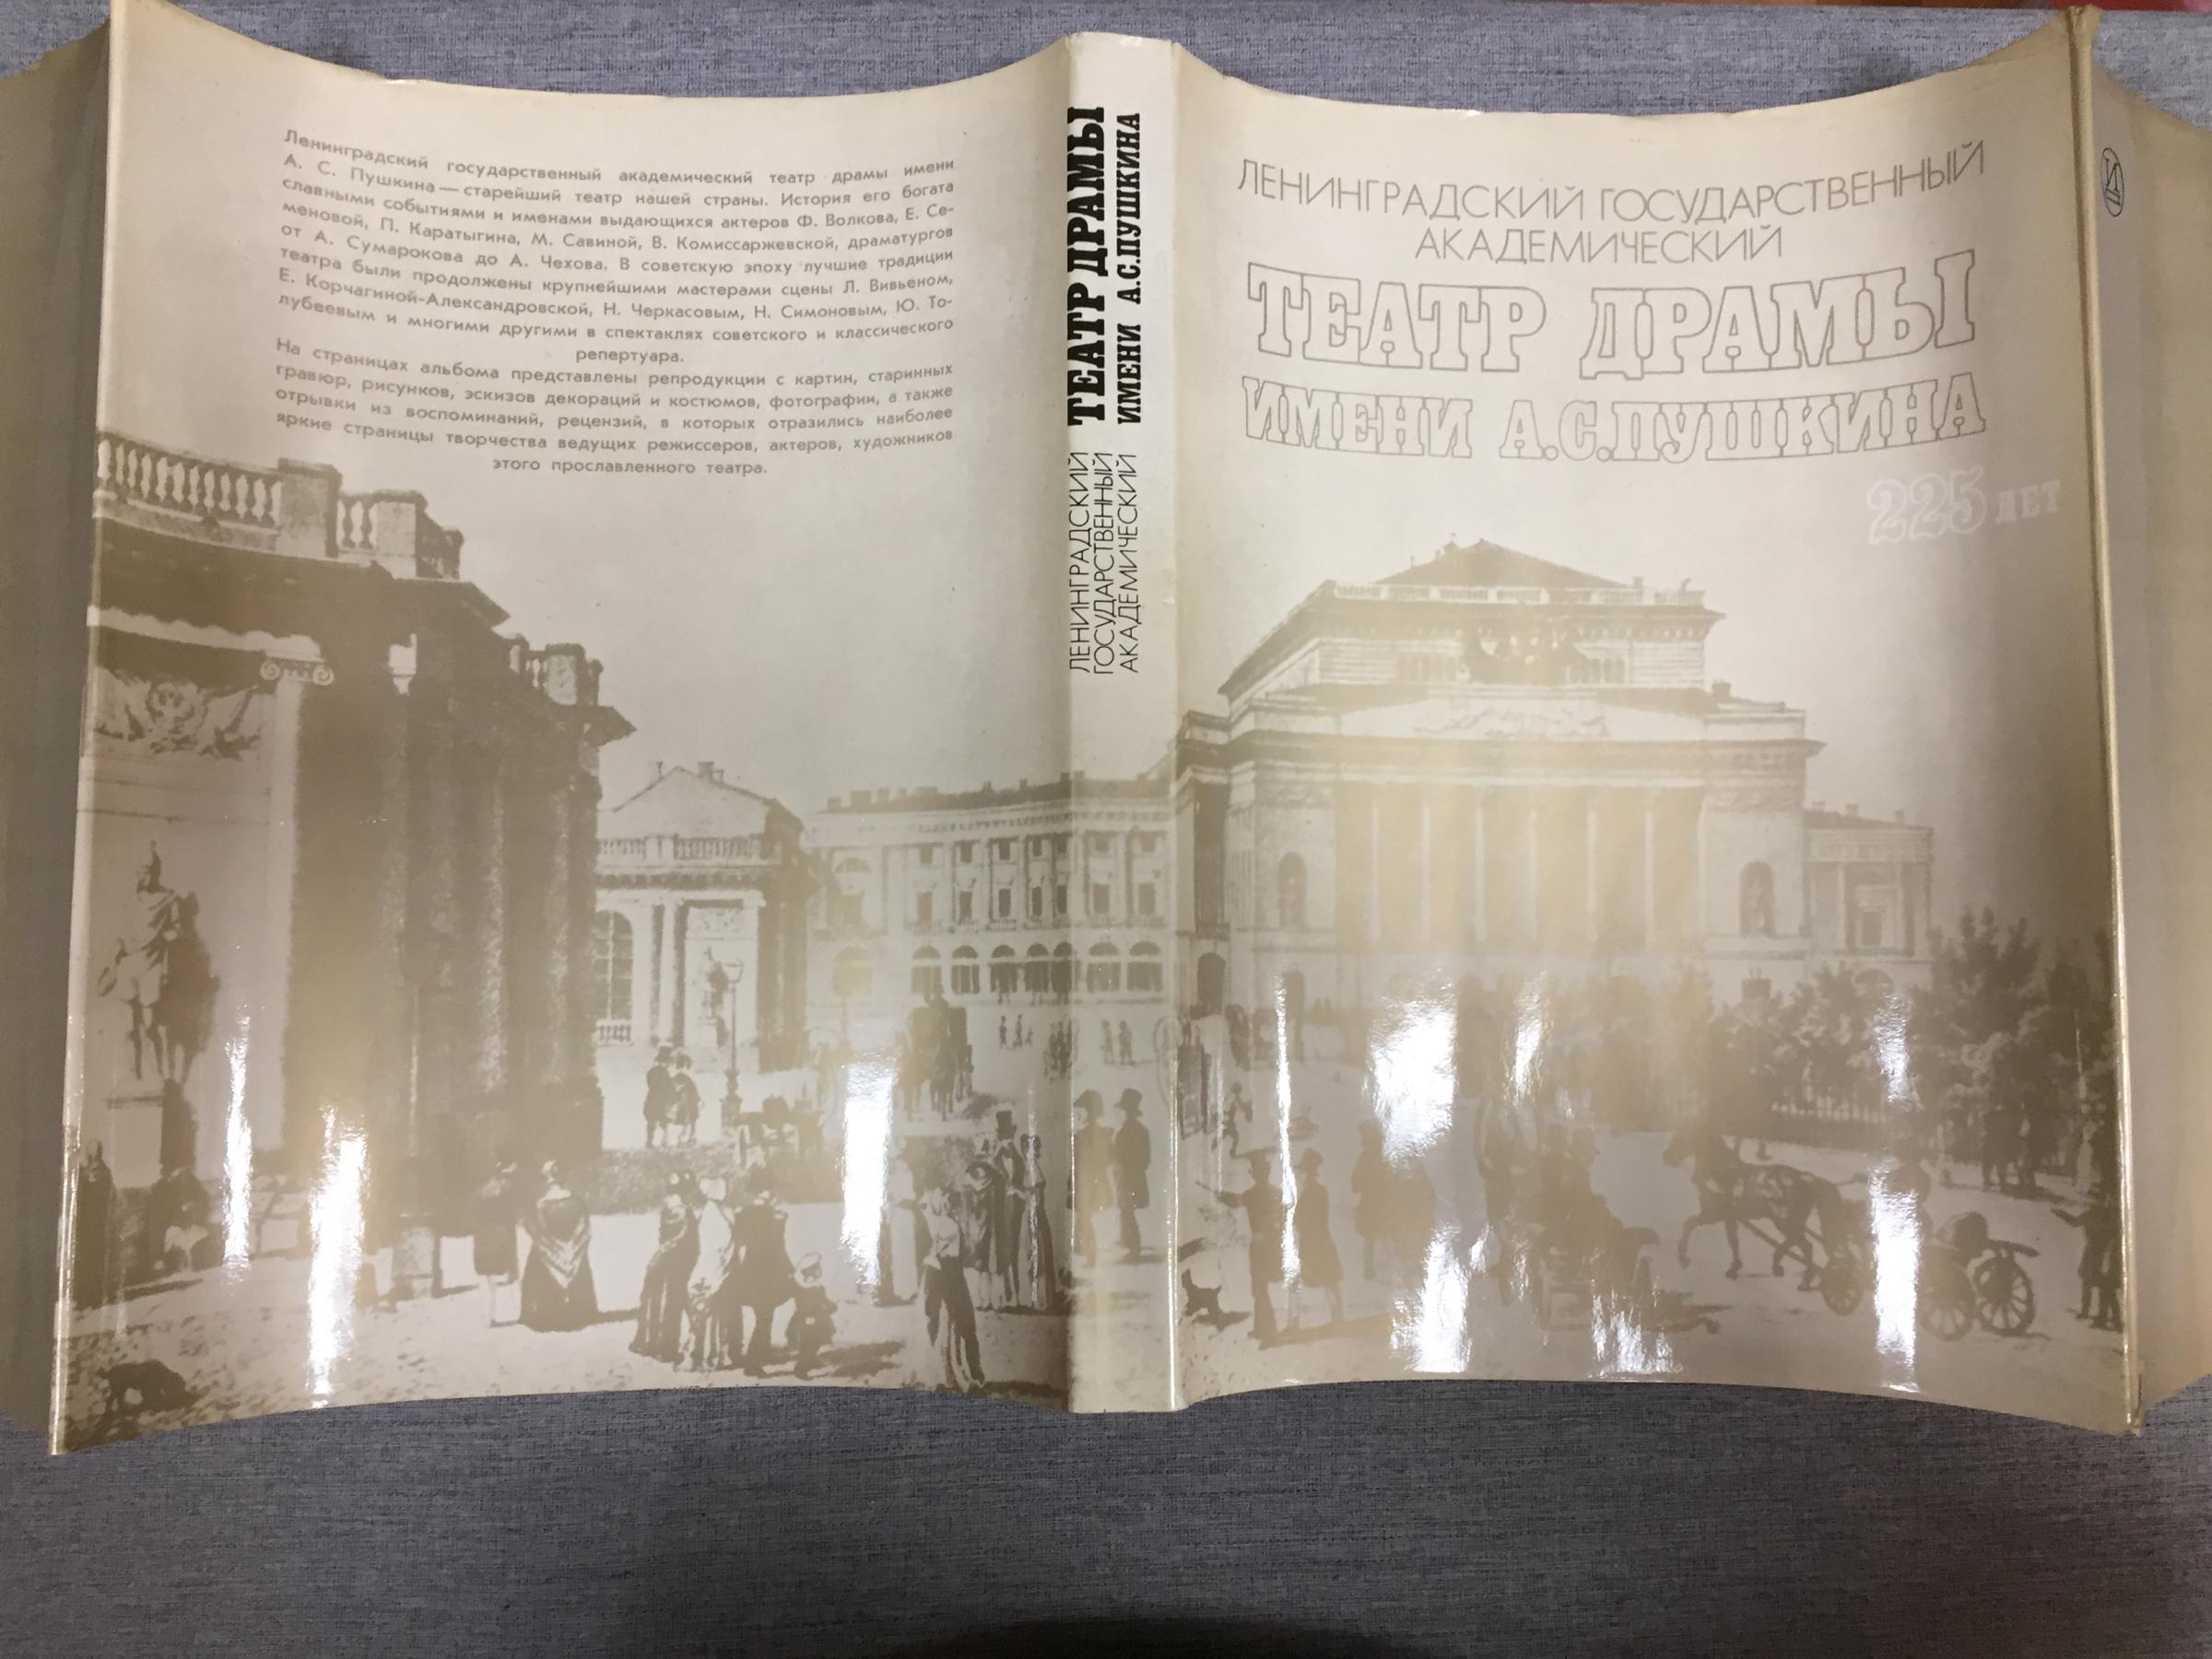 Ленинградский государственный академический театр драмы имени
А. С. Пушкина — старейший театр нашей страны. История его богата
славными событиями и именами выдающихся актеров Ф. Волкова, Е. Се-
меновой, П. Каратыгина, М. Савиной, В. Комиссаржевской, драматургов
от А. Сумарокова до А. Чехова. В советскую эпоху лучшие традиции
театра были продолжены крупнейшими мастерами сцены Л. Вивьеном,
Е. Корчагиной-Александровской, Н. Черкасовым, Н. Симоновым, Ю. То-
лубеевым и многими другими в спектаклях советского и классического
репертуара.
На страницах альбома представлены репродукции с картин, старинных
гравюр, рисунков, эскизов декораций и костюмов, фотографии, а также
отрывки из воспоминаний, рецензий, в которых отразились наиболее
яркие страницы творчества ведущих режиссеров, актеров, художников
этого прославленного театра.
ЛЕНИНГРАДСКИЙ
ГОСУДАРСТВЕННЫЙ
АКАДЕМИЧЕСКИЙ
ТЕАТР ДРАМЫ
ИМЕНИ А.С.ПУШКИНА
ЛЕНИНГРАДСКИЙ ГОСУДАРСТВЕННЫЙ
АКАДЕМИЧЕСКИЙ
ТЕАТР ДРАМЫ
ИМЕНИ А.С.ПУШКИНА
225 ЛЕТ